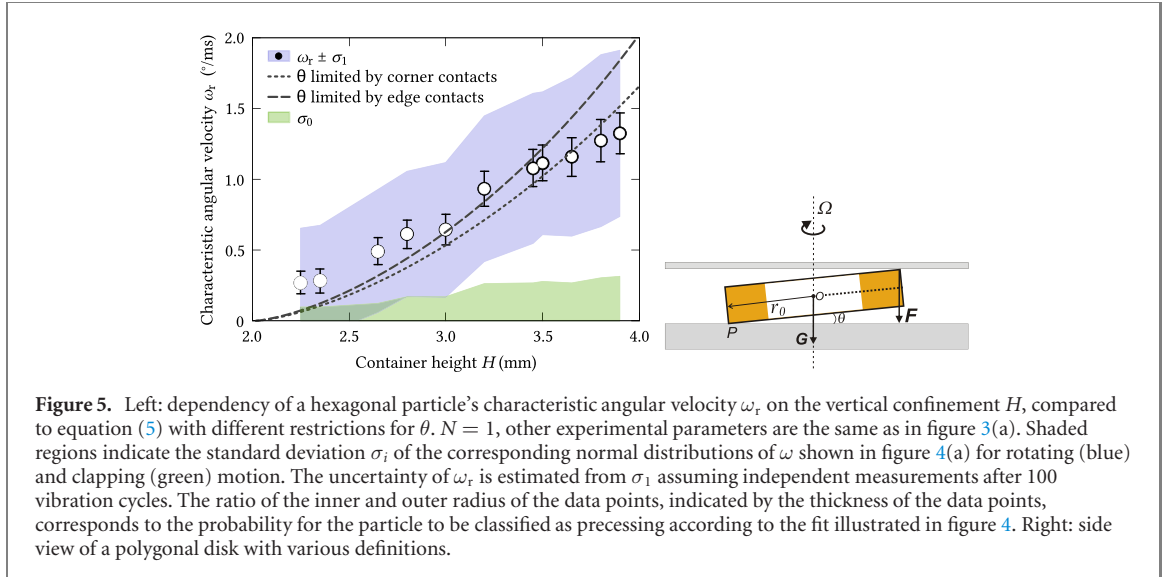 2.0
1.5
1.0
0.5
0
2.0
2.5
3.0
3.5
4.0
Characteristic angular velocity ωr (°/ms)
Container height H (mm)
ωr ± σ1
θ limited by corner contacts
θ limited by edge contacts
σ0
Ω
O
r0
θ
P
G
F
Figure 5. Left: dependency of a hexagonal particle's characteristic angular velocity ωr on the vertical confinement H, compared
to equation (5) with different restrictions for θ. N = 1, other experimental parameters are the same as in figure 3(a). Shaded
regions indicate the standard deviation σi of the corresponding normal distributions of ω shown in figure 4(a) for rotating (blue)
and clapping (green) motion. The uncertainty of ωr is estimated from σ1 assuming independent measurements after 100
vibration cycles. The ratio of the inner and outer radius of the data points, indicated by the thickness of the data points,
corresponds to the probability for the particle to be classified as precessing according to the fit illustrated in figure 4. Right: side
view of a polygonal disk with various definitions.